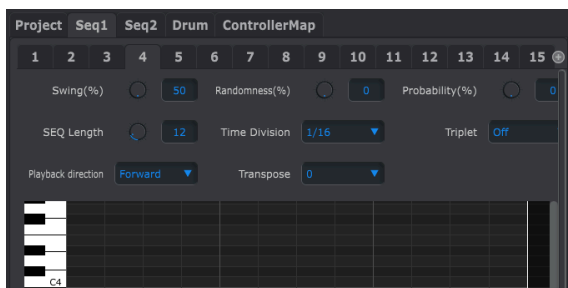 Project Seq1 Seq2 Drum ControllerMap
1 2 3 4 5 6 7 8 9 10 11 12 13 14 15
Swing(%) 50 Randomness(%) 0 Probability(%) 0
SEQ Length 12 Time Division 1/16 Triplet Off
Playback direction Forward Transpose 0
C4